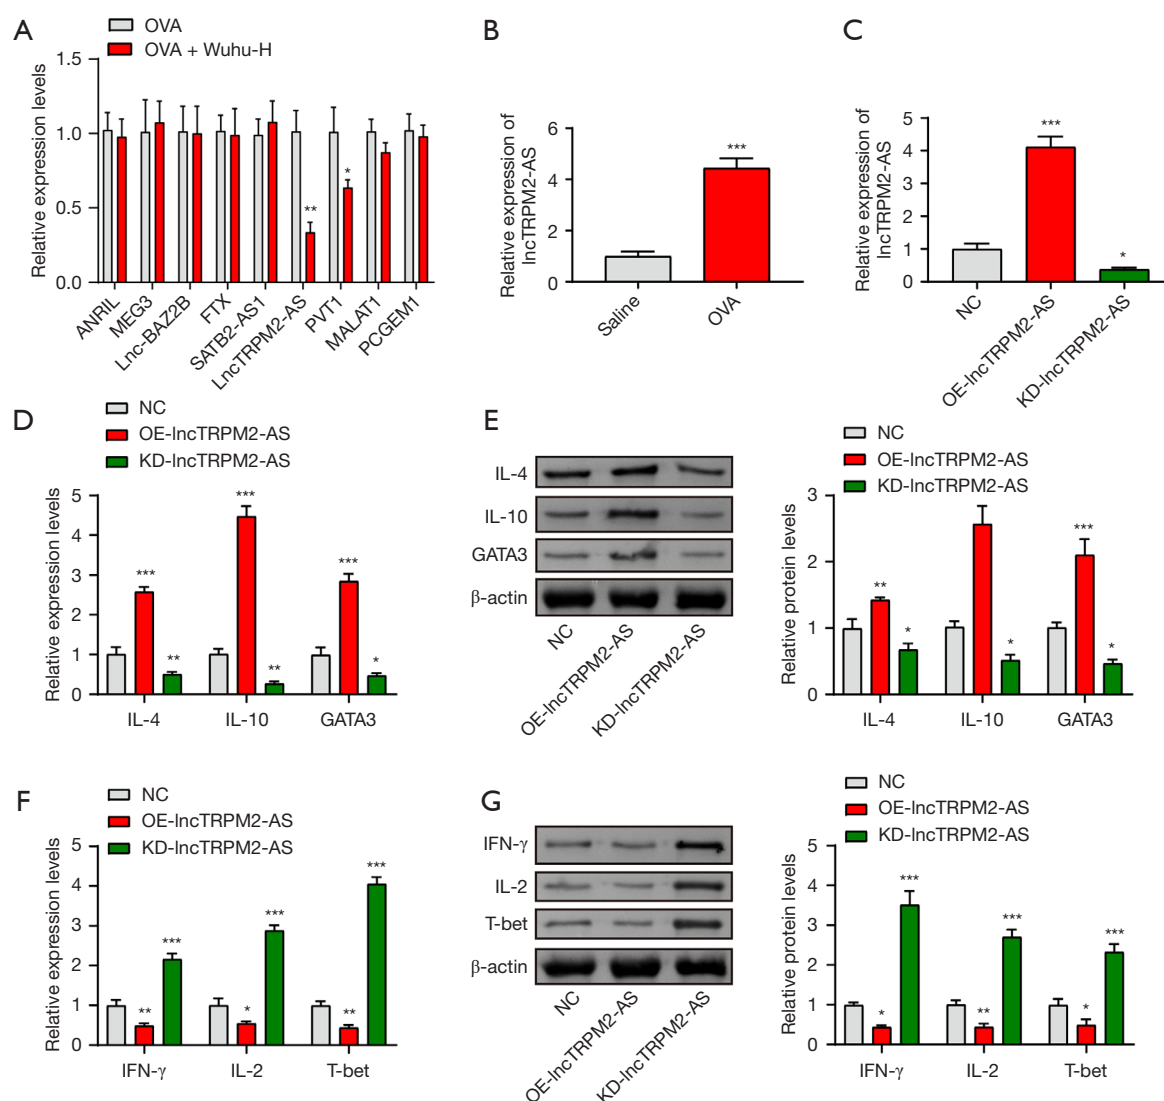 A
OVA
OVA + Wuhu-H
Relative expression levels
1.5
1.0
0.5
0.0
**
*
ANRIL
MEG3
Lnc-BAZ2B
FTX
SATB2-AS1
LncTRPM2-AS
PVT1
MALAT1
PCGEM1
B
Relative expression of
lncTRPM2-AS
6
4
2
0
***
Saline
OVA
C
Relative expression of
lncTRPM2-AS
5
4
3
2
1
0
***
*
NC
OE-lncTRPM2-AS
KD-lncTRPM2-AS
D
NC
OE-lncTRPM2-AS
KD-lncTRPM2-AS
Relative expression levels
5
4
3
2
1
0
***
**
***
**
***
*
IL-4
IL-10
GATA3
E
IL-4
IL-10
GATA3
β-actin
NC
OE-lncTRPM2-AS
KD-lncTRPM2-AS
NC
OE-lncTRPM2-AS
KD-lncTRPM2-AS
Relative protein levels
3
2
1
0
**
*
*
***
*
IL-4
IL-10
GATA3
F
NC
OE-lncTRPM2-AS
KD-lncTRPM2-AS
Relative expression levels
5
4
3
2
1
0
**
***
*
***
**
***
IFN-γ
IL-2
T-bet
G
IFN-γ
IL-2
T-bet
β-actin
NC
OE-lncTRPM2-AS
KD-lncTRPM2-AS
NC
OE-lncTRPM2-AS
KD-lncTRPM2-AS
Relative protein levels
5
4
3
2
1
0
*
***
**
***
*
***
IFN-γ
IL-2
T-bet